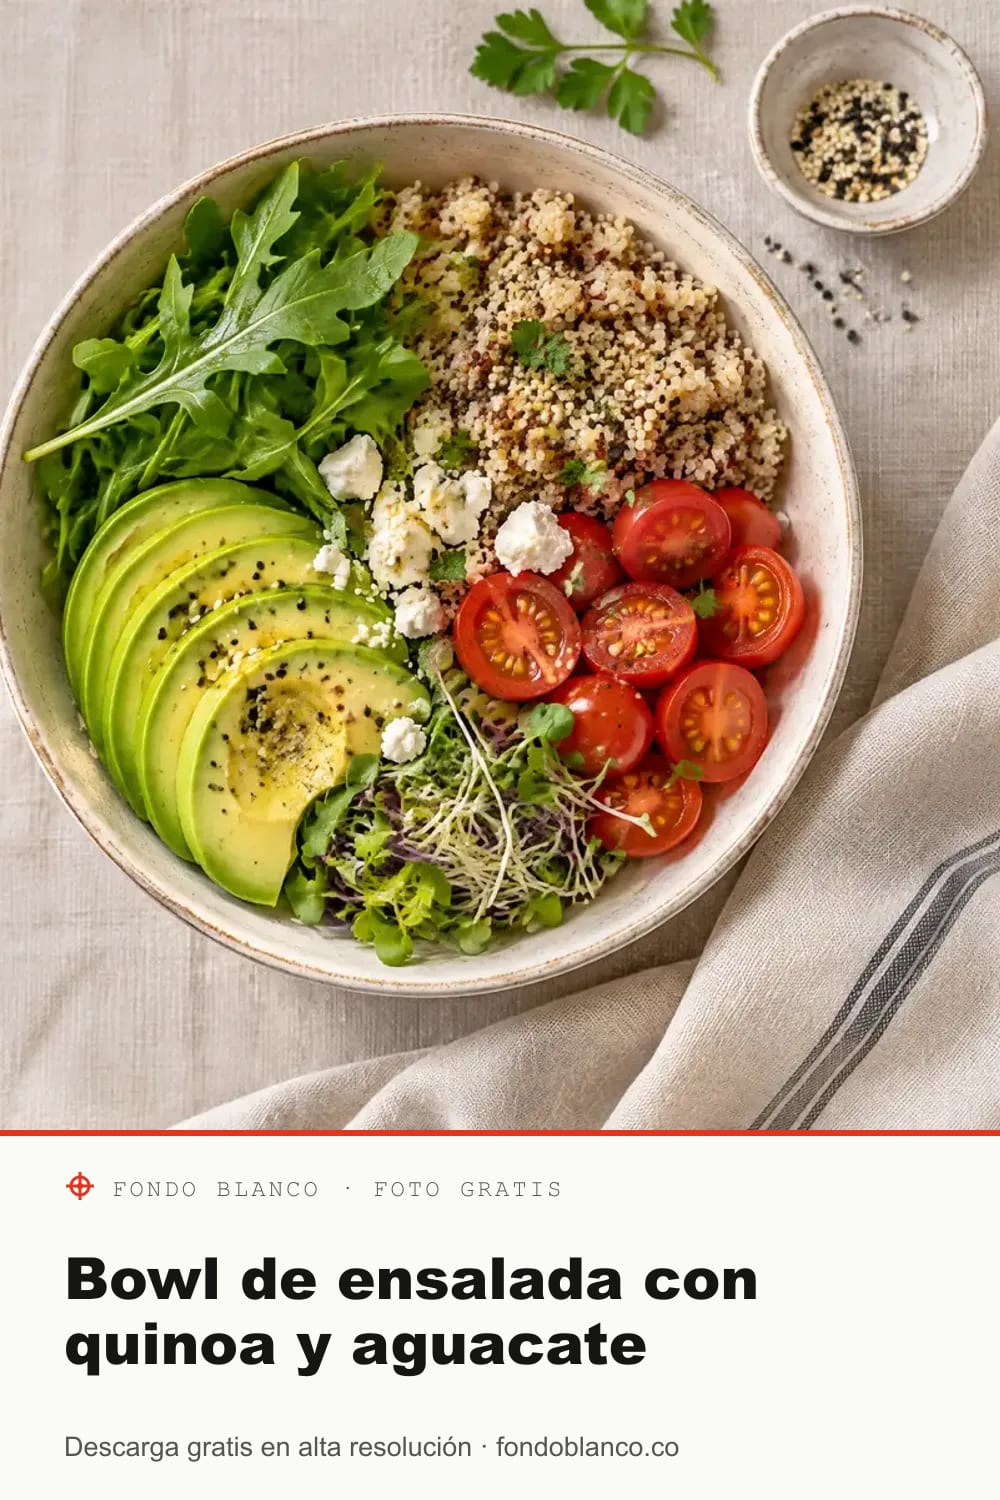 FONDO BLANCO · FOTO GRATIS
Bowl de ensalada con
quinoa y aguacate
Descarga gratis en alta resolución · fondoblanco.co